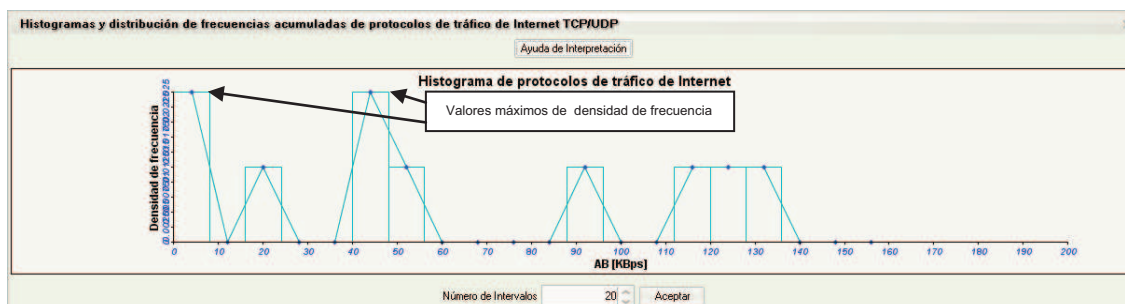 Histogramas y distribución de frecuencias acumuladas de protocolos de tráfico de Internet TCP/UDP
Ayuda de Interpretación
Histograma de protocolos de tráfico de Internet
Valores máximos de densidad de frecuencia
Densidad de frecuencia
0 10 20 30 40 50 60 70 80 90 100 110 120 130 140 150 160 170 180 190 200
AB [KBps]
Número de Intervalos 20 Aceptar